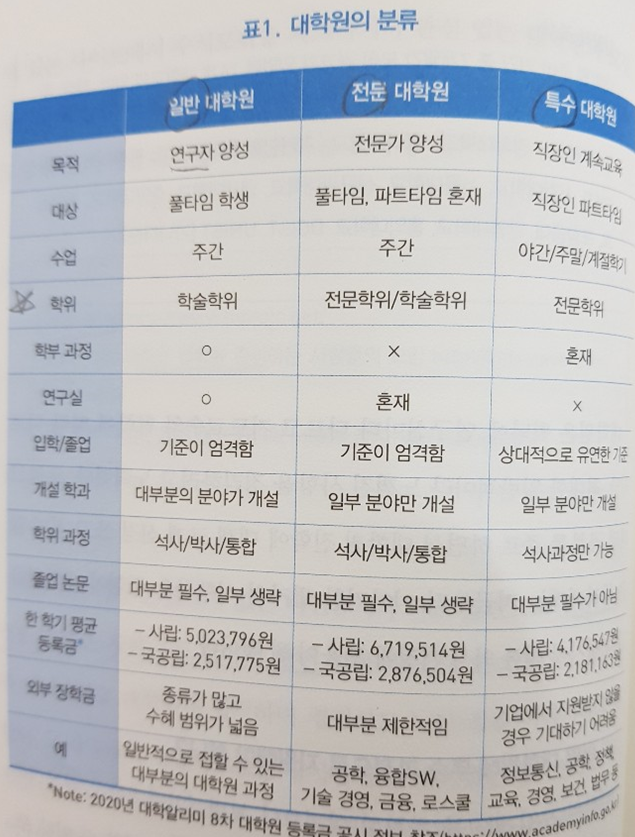 표1. 대학원의 분류
일반 대학원 전문 대학원 특수 대학원
목적 연구자 양성 전문가 양성 직장인 계속교육
대상 풀타임 학생 풀타임, 파트타임 혼재 직장인 파트타임
수업 주간 주간 야간/주말/계절학기
학위 학술학위 전문학위/학술학위 전문학위
학부 과정 ○ × 혼재
연구실 ○ 혼재 ×
입학/졸업 기준이 엄격함 기준이 엄격함 상대적으로 유연한 기준
개설 학과 대부분의 분야가 개설 일부 분야만 개설 일부 분야만 개설
학위 과정 석사/박사/통합 석사/박사/통합 석사과정만 가능
졸업 논문 대부분 필수, 일부 생략 대부분 필수, 일부 생략 대부분 필수가 아님
한 학기 평균 – 사립: 5,023,796원 – 사립: 6,719,514원 – 사립: 4,176,547원
등록금* – 국공립: 2,517,775원 – 국공립: 2,876,504원 – 국공립: 2,181,163원
외부 장학금 종류가 많고 대부분 제한적임 기업에서 지원받지 않을
수혜 범위가 넓음 경우 기대하기 어려움
예 일반적으로 접할 수 있는 공학, 융합SW, 정보통신, 공학, 정책,
대부분의 대학원 과정 기술 경영, 금융, 로스쿨 교육, 경영, 보건, 법무 등
*Note: 2020년 대학알리미 8차 대학원 등록금 공시 정보 참조(https://www.academyinfo.go.kr/